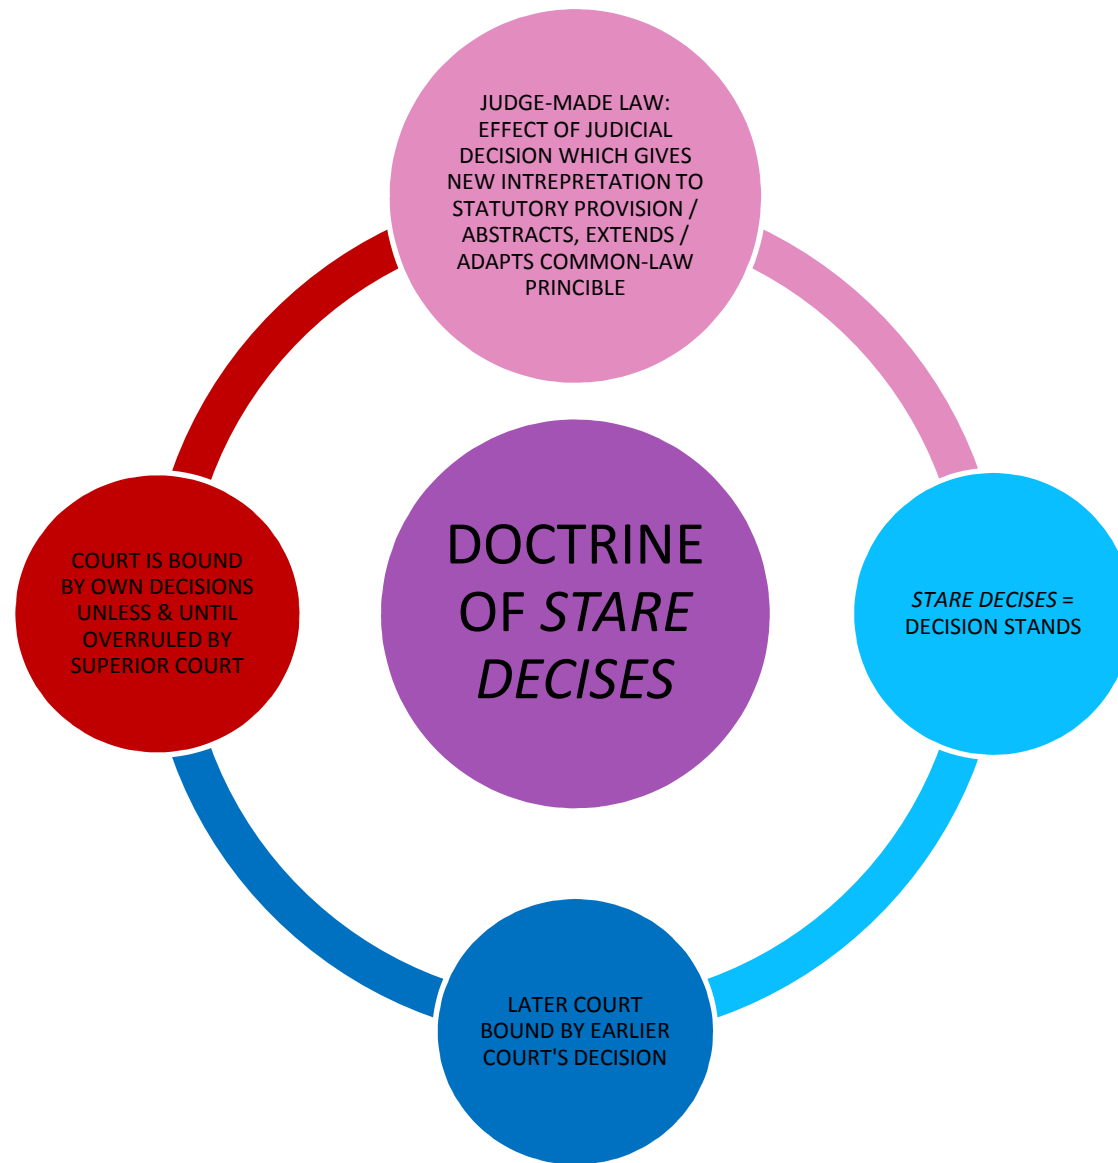 JUDGE-MADE LAW:
EFFECT OF JUDICIAL
DECISION WHICH GIVES
NEW INTREPRETATION TO
STATUTORY PROVISION /
ABSTRACTS, EXTENDS /
ADAPTS COMMON-LAW
PRINCIBLE
DOCTRINE
OF STARE
DECISES
STARE DECISES =
DECISION STANDS
LATER COURT
BOUND BY EARLIER
COURT'S DECISION
COURT IS BOUND
BY OWN DECISIONS
UNLESS & UNTIL
OVERRULED BY
SUPERIOR COURT